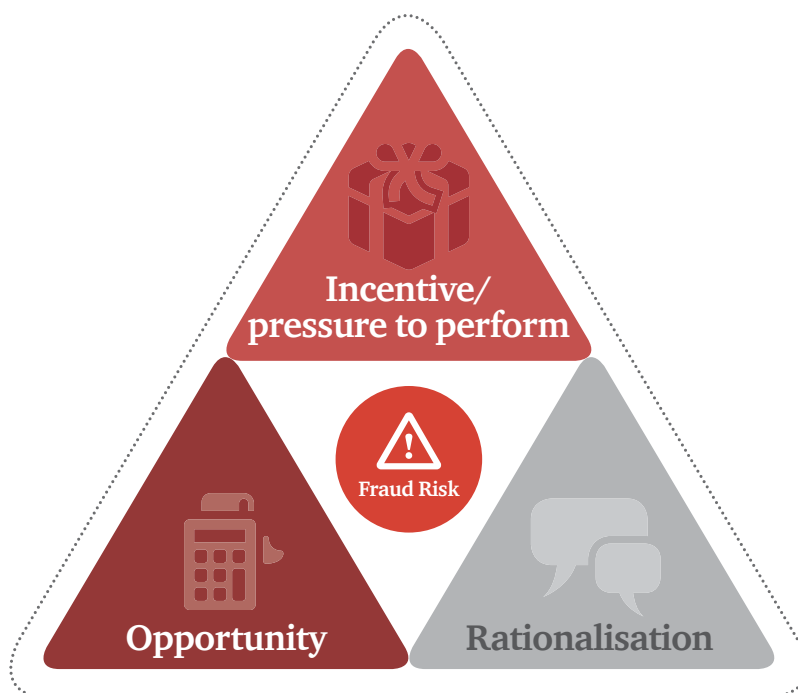 Incentive/
pressure to perform
Fraud Risk
Opportunity
Rationalisation